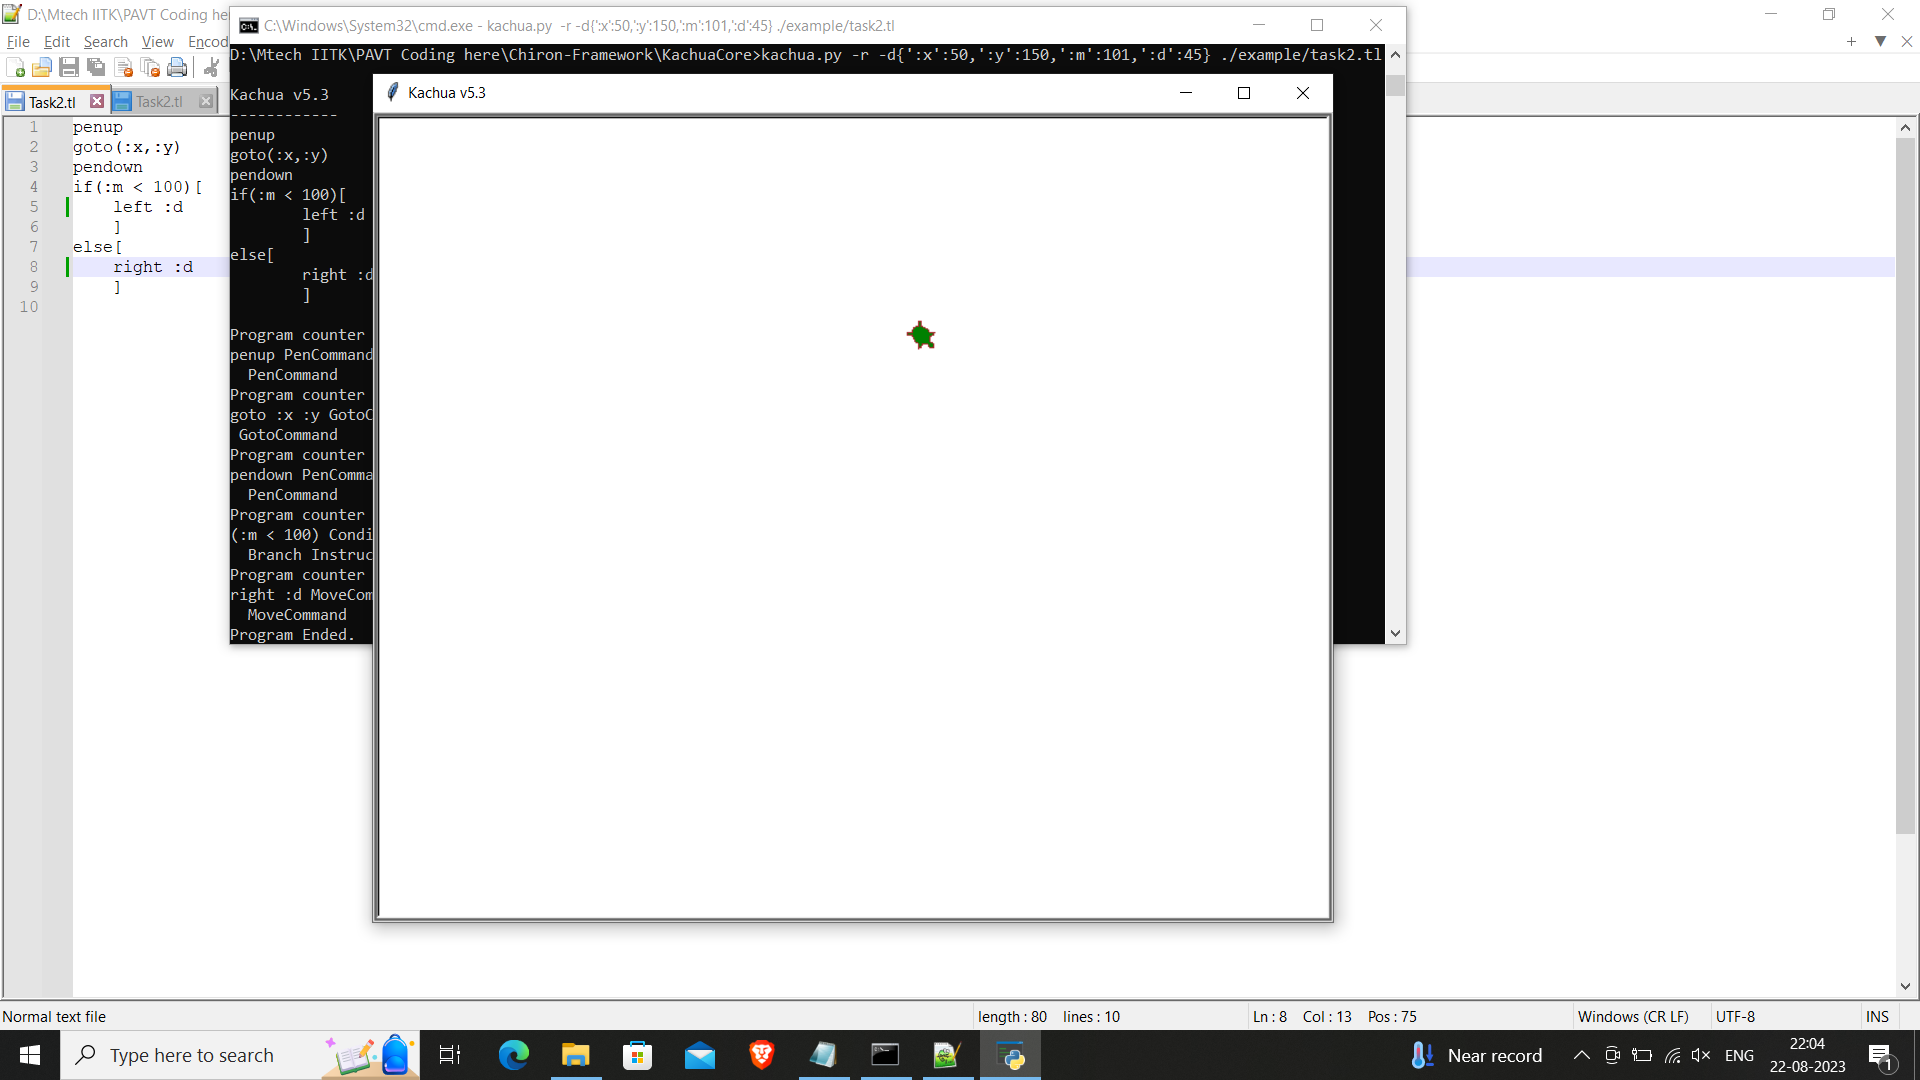 D:\Mtech IITK\PAVT Coding he
File Edit Search View Encod
Task2.tl
Task2.tl
1 penup
2 goto(:x,:y)
3 pendown
4 if(:m < 100)[
5 left :d
6 ]
7 else[
8 right :d
9 ]
10
C:\Windows\System32\cmd.exe - kachua.py -r -d{':x':50,':y':150,':m':101,':d':45} ./example/task2.tl
D:\Mtech IITK\PAVT Coding here\Chiron-Framework\KachuaCore>kachua.py -r -d{':x':50,':y':150,':m':101,':d':45} ./example/task2.tl
Kachua v5.3
------------
penup
goto(:x,:y)
pendown
if(:m < 100)[
left :d
]
else[
right :d
]
Program counter
penup PenCommand
PenCommand
Program counter
goto :x :y GotoC
GotoCommand
Program counter
pendown PenComma
PenCommand
Program counter
(:m < 100) Condi
Branch Instruc
Program counter
right :d MoveCom
MoveCommand
Program Ended.
Kachua v5.3
Normal text file
length : 80 lines : 10
Ln : 8 Col : 13 Pos : 75
Windows (CR LF)
UTF-8
INS
Type here to search
Near record
ENG
22:04
22-08-2023
1